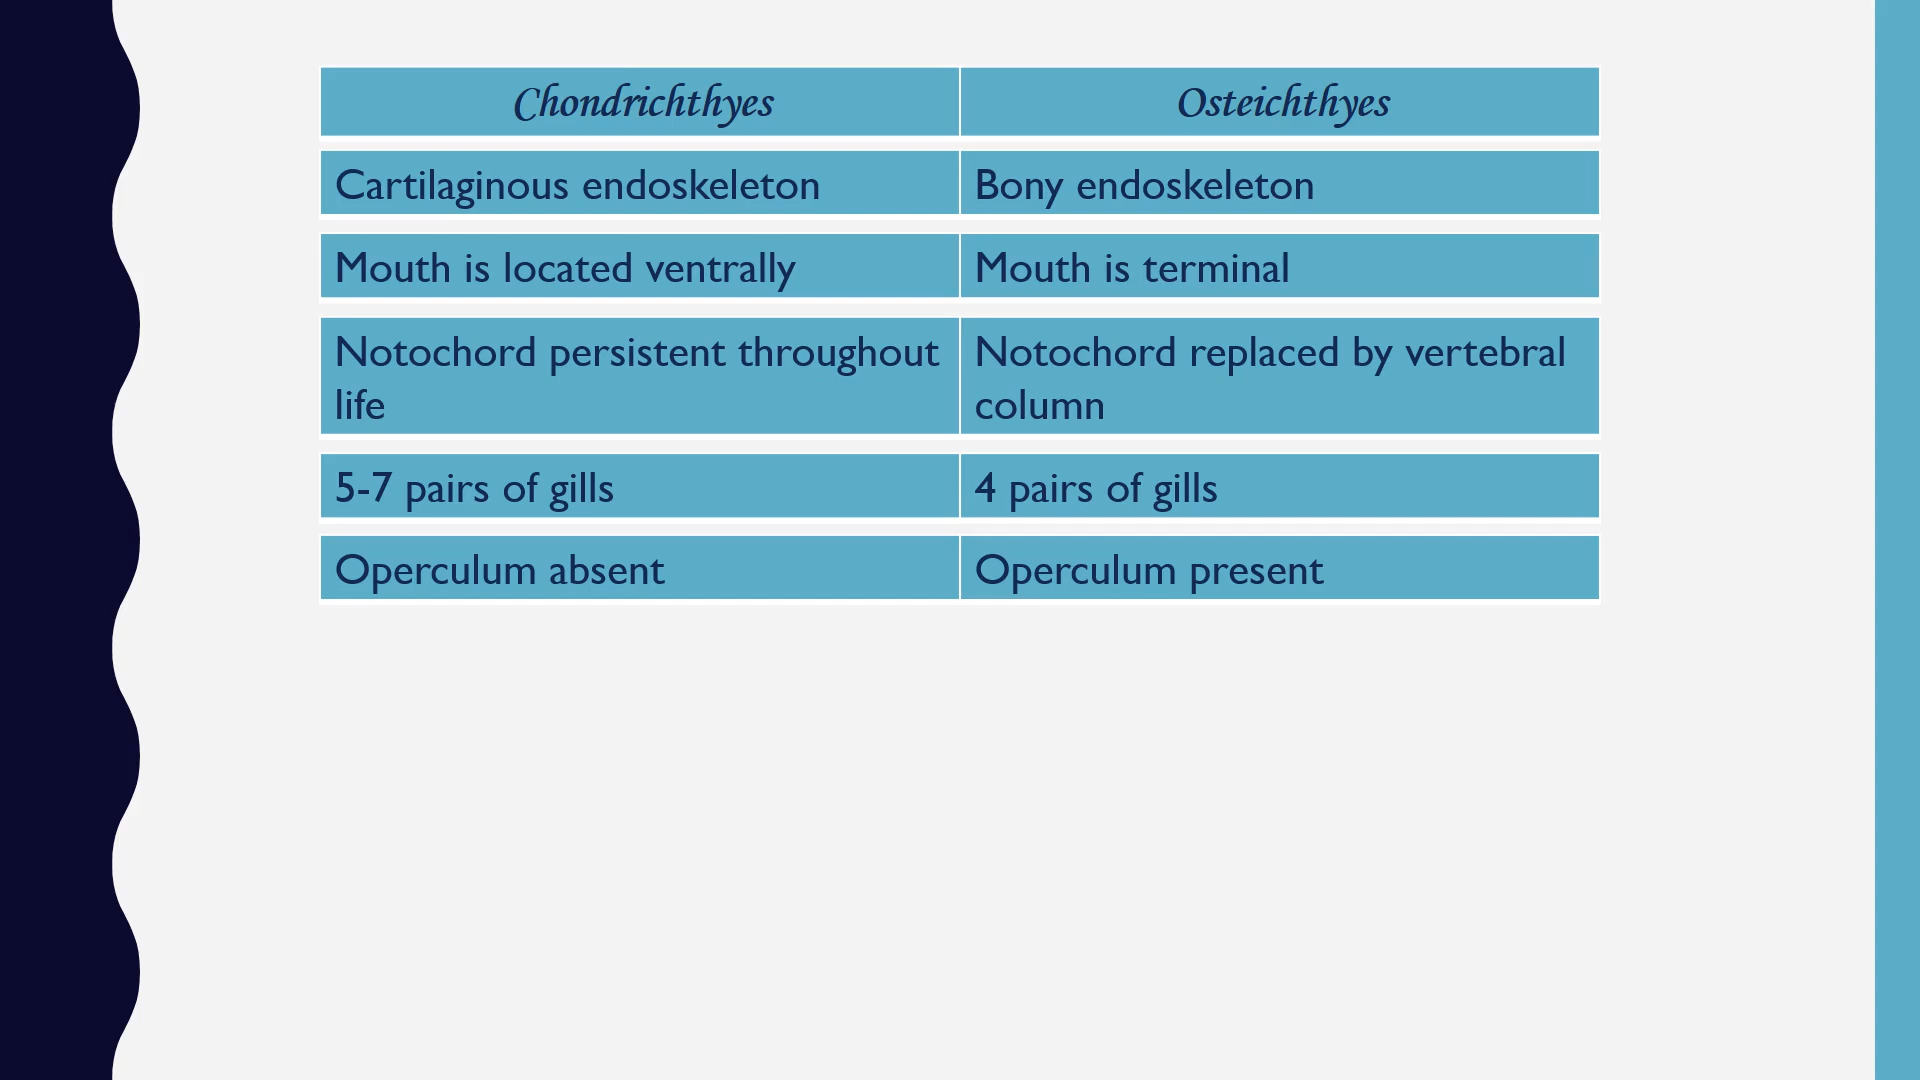 Chondrichthyes
Osteichthyes
Cartilaginous endoskeleton
Bony endoskeleton
Mouth is located ventrally
Mouth is terminal
Notochord persistent throughout
life
Notochord replaced by vertebral
column
5-7 pairs of gills
4 pairs of gills
Operculum absent
Operculum present